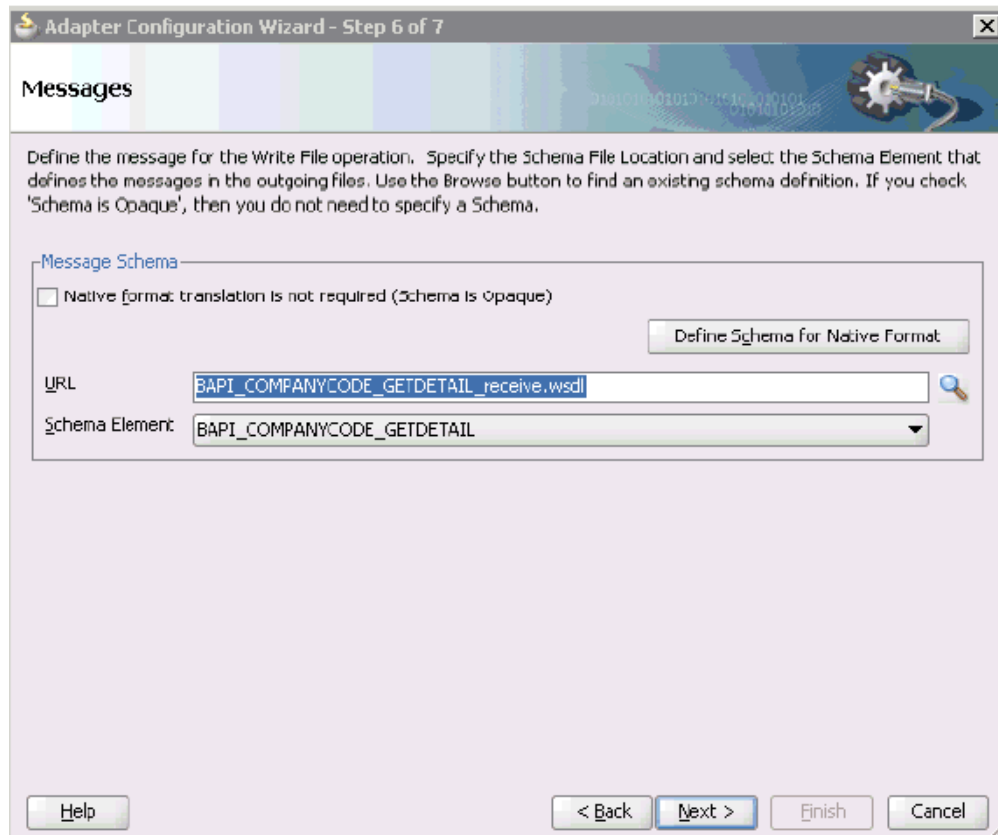 Adapter Configuration Wizard - Step 6 of 7
Messages
Define the message for the Write File operation. Specify the Schema File Location and select the Schema Element that
defines the messages in the outgoing files. Use the Browse button to find an existing schema definition. If you check
'Schema is Opaque', then you do not need to specify a Schema.
Message Schema
Native format translation is not required (Schema is Opaque)
Define Schema for Native Format
URL BAPI_COMPANYCODE_GETDETAIL_receive.wsdl
Schema Element BAPI_COMPANYCODE_GETDETAIL
Help < Back Next > Finish Cancel